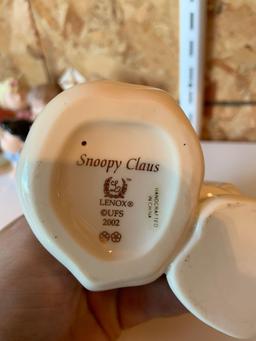 Snoopy Claus
LENOX®
©UFS
2002
HANDCRAFTED
IN CHINA